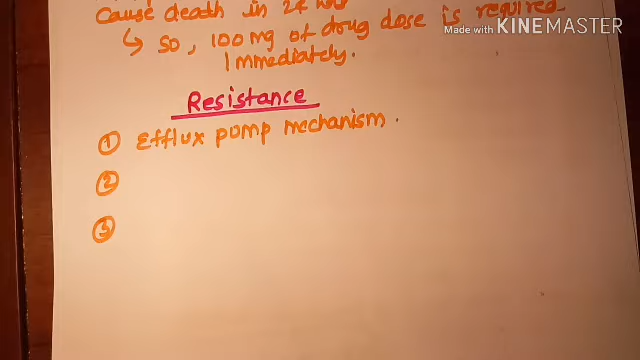 Cause death in 24 hour
↳ so, 100 mg of drug dose is required
Immediately.
Made with KINEMASTER
Resistance
① Efflux pump mechanism.
②
③